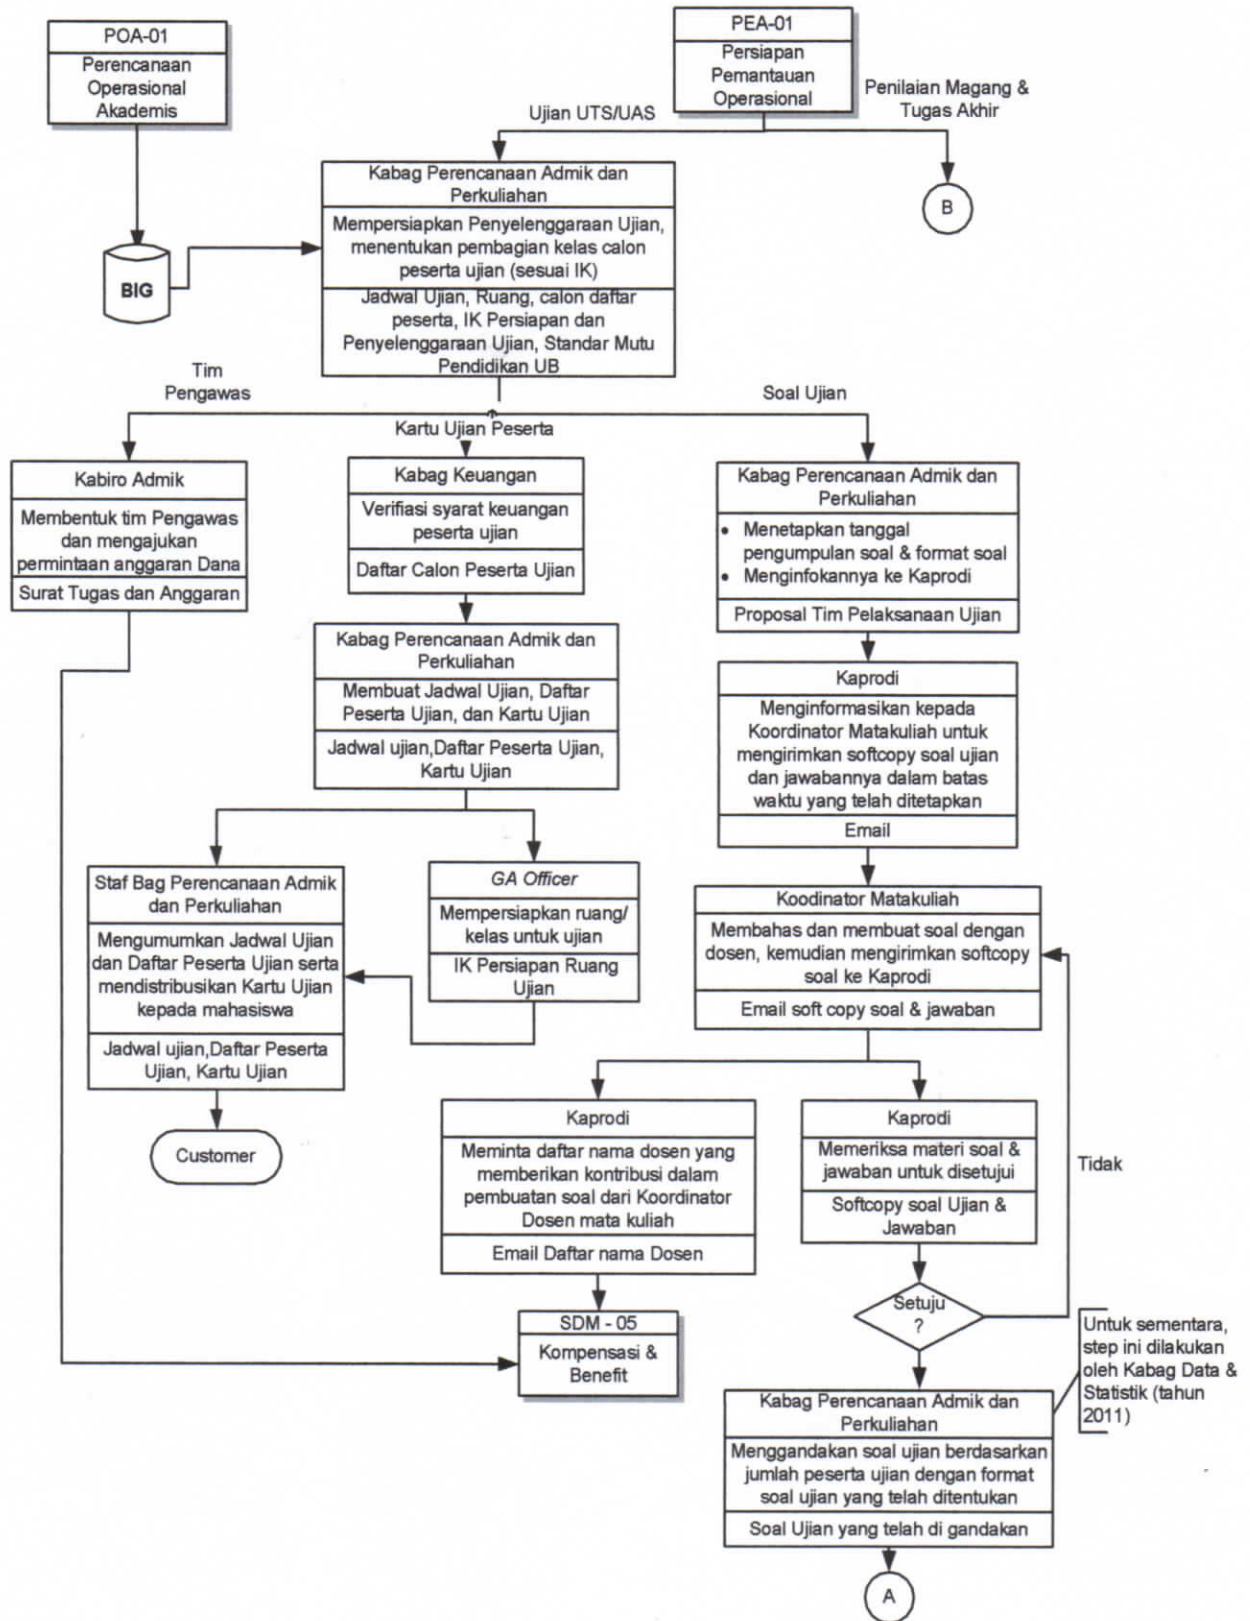 POA-01
Perencanaan
Operasional
Akademis
PEA-01
Persiapan
Pemantauan
Operasional
Penilaian Magang &
Tugas Akhir
Ujian UTS/UAS
B
BIG
Kabag Perencanaan Admik dan
Perkuliahan
Mempersiapkan Penyelenggaraan Ujian,
menentukan pembagian kelas calon
peserta ujian (sesuai IK)
Jadwal Ujian, Ruang, calon daftar
peserta, IK Persiapan dan
Penyelenggaraan Ujian, Standar Mutu
Pendidikan UB
Tim
Pengawas
Kartu Ujian Peserta
Soal Ujian
Kabiro Admik
Membentuk tim Pengawas
dan mengajukan
permintaan anggaran Dana
Surat Tugas dan Anggaran
Kabag Keuangan
Verifiasi syarat keuangan
peserta ujian
Daftar Calon Peserta Ujian
Kabag Perencanaan Admik dan
Perkuliahan
• Menetapkan tanggal
pengumpulan soal & format soal
• Menginfokannya ke Kaprodi
Proposal Tim Pelaksanaan Ujian
Kabag Perencanaan Admik dan
Perkuliahan
Membuat Jadwal Ujian, Daftar
Peserta Ujian, dan Kartu Ujian
Jadwal ujian,Daftar Peserta Ujian,
Kartu Ujian
Kaprodi
Menginformasikan kepada
Koordinator Matakuliah untuk
mengirimkan softcopy soal ujian
dan jawabannya dalam batas
waktu yang telah ditetapkan
Email
Staf Bag Perencanaan Admik
dan Perkuliahan
Mengumumkan Jadwal Ujian
dan Daftar Peserta Ujian serta
mendistribusikan Kartu Ujian
kepada mahasiswa
Jadwal ujian,Daftar Peserta
Ujian, Kartu Ujian
GA Officer
Mempersiapkan ruang/
kelas untuk ujian
IK Persiapan Ruang
Ujian
Koodinator Matakuliah
Membahas dan membuat soal dengan
dosen, kemudian mengirimkan softcopy
soal ke Kaprodi
Email soft copy soal & jawaban
Customer
Kaprodi
Meminta daftar nama dosen yang
memberikan kontribusi dalam
pembuatan soal dari Koordinator
Dosen mata kuliah
Email Daftar nama Dosen
Kaprodi
Memeriksa materi soal &
jawaban untuk disetujui
Softcopy soal Ujian &
Jawaban
Tidak
Setuju
?
SDM - 05
Kompensasi &
Benefit
Untuk sementara,
step ini dilakukan
oleh Kabag Data &
Statistik (tahun
2011)
Kabag Perencanaan Admik dan
Perkuliahan
Menggandakan soal ujian berdasarkan
jumlah peserta ujian dengan format
soal ujian yang telah ditentukan
Soal Ujian yang telah di gandakan
A